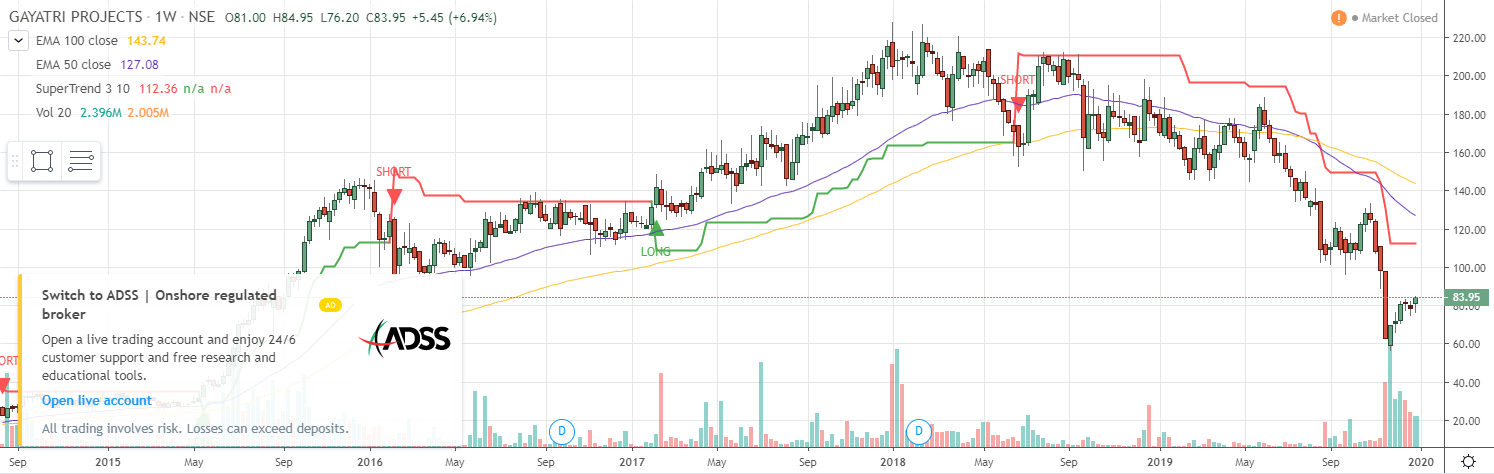 GAYATRI PROJECTS · 1W · NSE O81.00 H84.95 L76.20 C83.95 +5.45 (+6.94%)
! Market Closed
EMA 100 close 143.74
EMA 50 close 127.08
SuperTrend 3 10 112.36 n/a n/a
Vol 20 2.396M 2.005M
220.00
200.00
SHORT
180.00
SHORT
160.00
140.00
120.00
LONG
100.00
Switch to ADSS | Onshore regulated
broker
AD
83.95
80.00
Open a live trading account and enjoy 24/6
customer support and free research and
educational tools.
ADSS
60.00
ORT
40.00
Open live account
All trading involves risk. Losses can exceed deposits.
D
D
20.00
Sep 2015 May Sep 2016 May Sep 2017 May Sep 2018 May Sep 2019 May Sep 2020